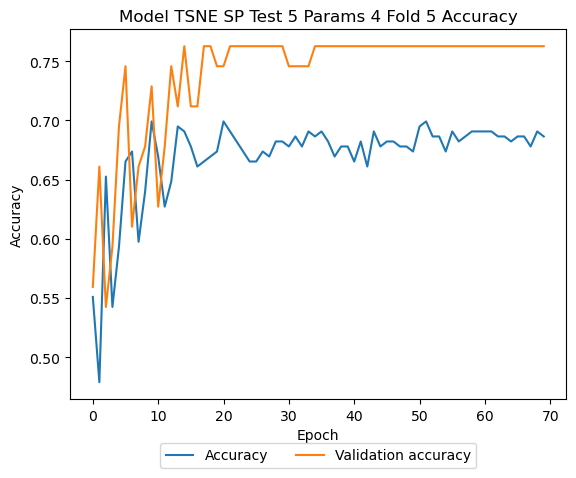 Model TSNE SP Test 5 Params 4 Fold 5 Accuracy
0.75
0.70
0.65
0.60
0.55
0.50
Accuracy
0 10 20 30 40 50 60 70
Epoch
Accuracy Validation accuracy